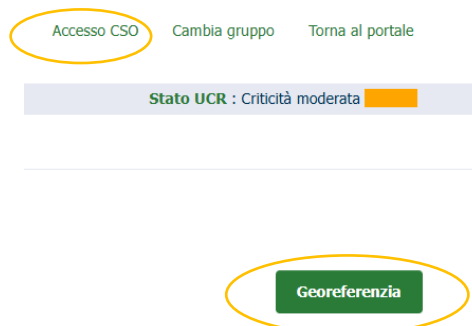 Accesso CSO Cambia gruppo Torna al portale
Stato UCR : Criticità moderata
Georeferenzia